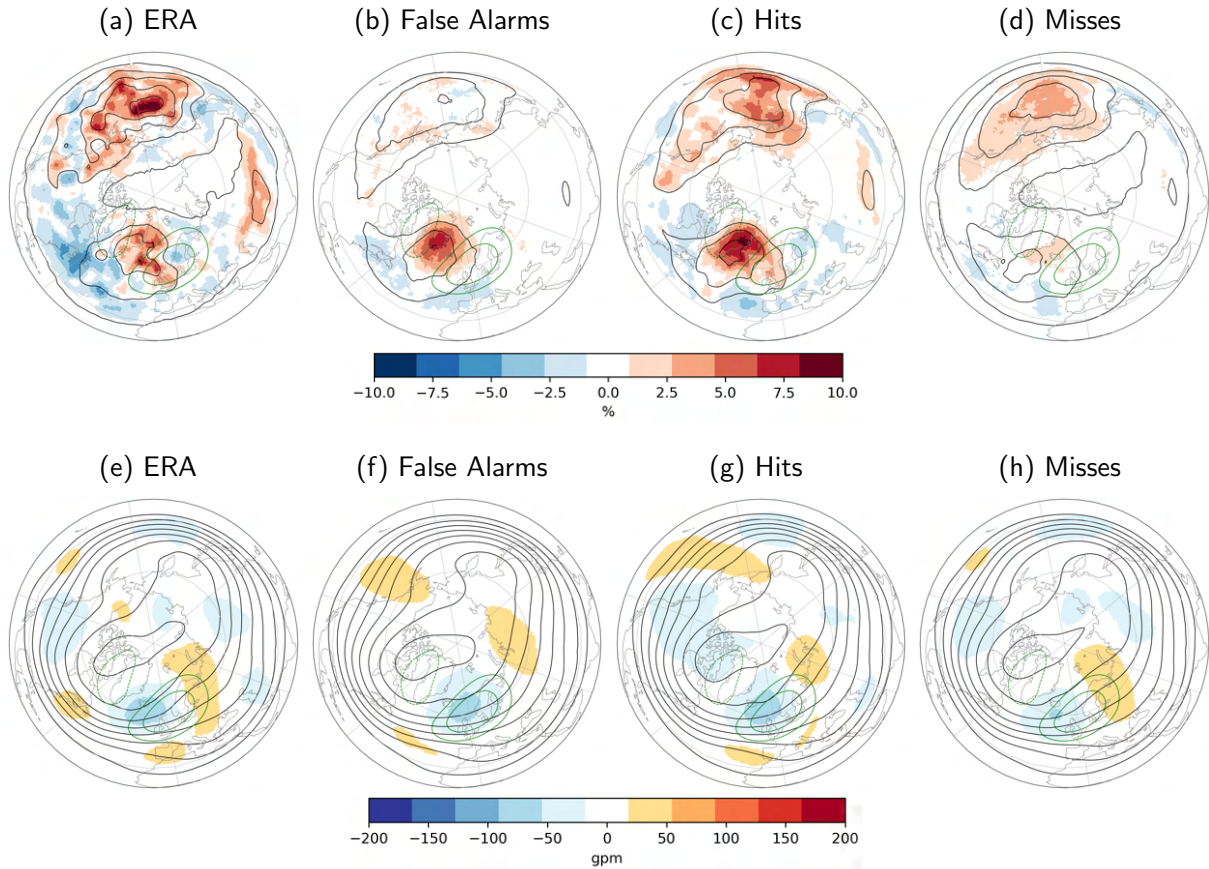 (a) ERA (b) False Alarms (c) Hits (d) Misses
−10.0 −7.5 −5.0 −2.5 0.0 2.5 5.0 7.5 10.0
%
(e) ERA (f) False Alarms (g) Hits (h) Misses
−200 −150 −100 −50 0 50 100 150 200
gpm